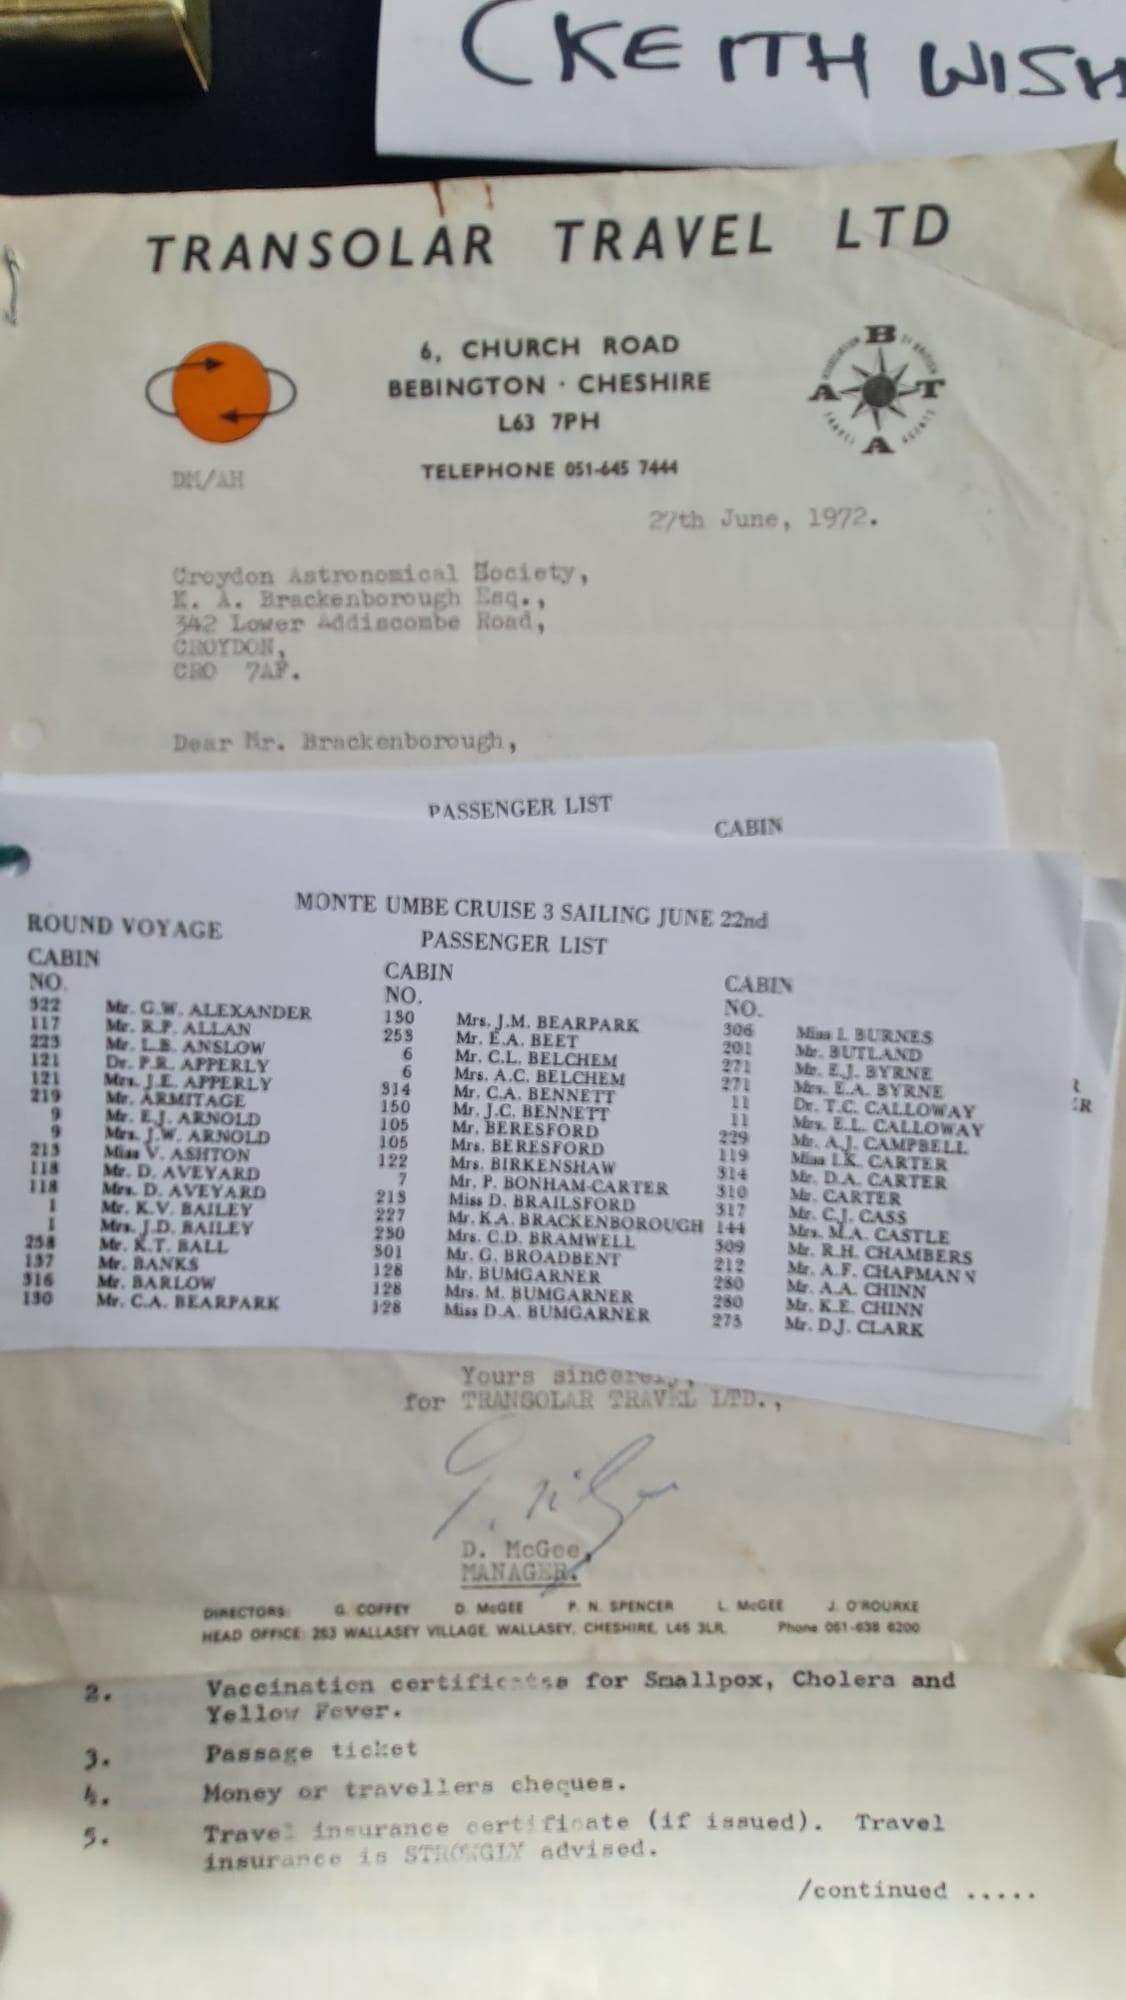 (KEITH WISH
TRANSOLAR TRAVEL LTD
6, CHURCH ROAD
BEBINGTON · CHESHIRE
L63 7PH
TELEPHONE 051-645 7444
BATA
ASSOCIATION OF BRITISH TRAVEL AGENTS
DM/AH
27th June, 1972.
Croydon Astronomical Society,
K. A. Brackenborough Esq.,
342 Lower Addiscombe Road,
CROYDON,
CRO 7AF.
Dear Mr. Brackenborough,
PASSENGER LIST
CABIN
MONTE UMBE CRUISE 3 SAILING JUNE 22nd
PASSENGER LIST
ROUND VOYAGE
CABIN
NO.
322 Mr. G.W. ALEXANDER
117 Mr. R.P. ALLAN
223 Mr. L.B. ANSLOW
121 Dr. P.R. APPERLY
121 Mrs. J.E. APPERLY
219 Mr. ARMITAGE
9 Mr. E.J. ARNOLD
9 Mrs. J.W. ARNOLD
213 Miss V. ASHTON
118 Mr. D. AVEYARD
118 Mrs. D. AVEYARD
1 Mr. K.V. BAILEY
1 Mrs. J.D. BAILEY
258 Mr. K.T. BALL
137 Mr. BANKS
316 Mr. BARLOW
130 Mr. C.A. BEARPARK
CABIN
NO.
130 Mrs. J.M. BEARPARK
253 Mr. E.A. BEET
6 Mr. C.L. BELCHEM
6 Mrs. A.C. BELCHEM
314 Mr. C.A. BENNETT
150 Mr. J.C. BENNETT
105 Mr. BERESFORD
105 Mrs. BERESFORD
122 Mrs. BIRKENSHAW
7 Mr. P. BONHAM-CARTER
213 Miss D. BRAILSFORD
227 Mr. K.A. BRACKENBOROUGH
250 Mrs. C.D. BRAMWELL
301 Mr. G. BROADBENT
128 Mr. BUMGARNER
128 Mrs. M. BUMGARNER
128 Miss D.A. BUMGARNER
CABIN
NO.
306 Miss I. BURNES
201 Mr. BUTLAND
271 Mr. E.J. BYRNE
271 Mrs. E.A. BYRNE
11 Dr. T.C. CALLOWAY
11 Mrs. E.L. CALLOWAY
229 Mr. A.J. CAMPBELL
119 Miss I.K. CARTER
314 Mr. D.A. CARTER
310 Mr. CARTER
317 Mr. C.J. CASS
144 Mrs. M.A. CASTLE
309 Mr. R.H. CHAMBERS
212 Mr. A.F. CHAPMANN
280 Mr. A.A. CHINN
280 Mr. K.E. CHINN
275 Mr. D.J. CLARK
R
ER
Yours sincerely,
for TRANSOLAR TRAVEL LTD.,
D. McGee,
MANAGER.
DIRECTORS: G. COFFEY D. McGEE P. N. SPENCER L. McGEE J. O'ROURKE
HEAD OFFICE: 253 WALLASEY VILLAGE, WALLASEY, CHESHIRE, L45 3LR. Phone 051-638 6200
2. Vaccination certificates for Smallpox, Cholera and
Yellow Fever.
3. Passage ticket
4. Money or travellers cheques.
5. Travel insurance certificate (if issued). Travel
insurance is STRONGLY advised.
/continued .....